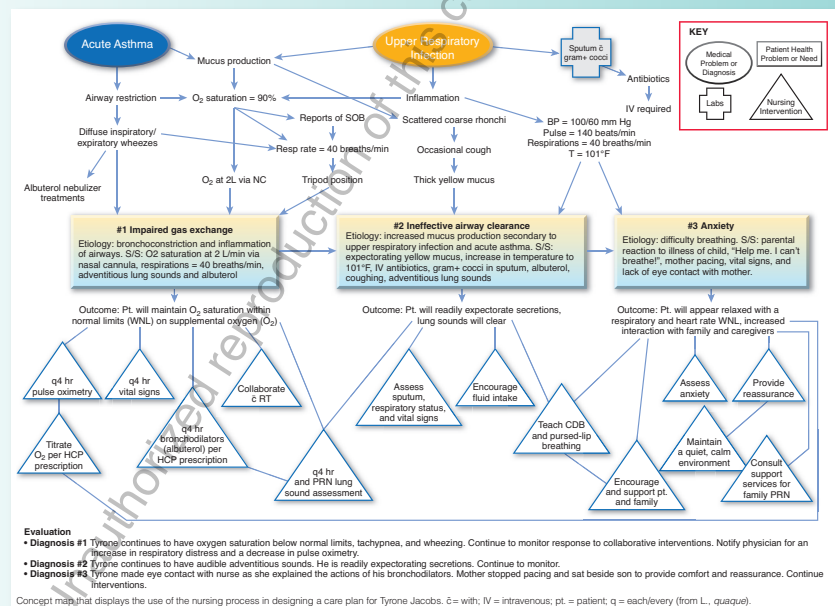 Acute Asthma
Upper Respiratory
Infection
Sputum c̄
gram+ cocci
KEY
Medical
Problem or
Diagnosis
Patient Health
Problem or Need
Labs
Nursing
Intervention
Mucus production
Antibiotics
IV required
Airway restriction
O₂ saturation = 90%
Inflammation
Reports of SOB
Scattered coarse rhonchi
BP = 100/60 mm Hg
Pulse = 140 beats/min
Respirations = 40 breaths/min
T = 101°F
Diffuse inspiratory/
expiratory wheezes
Resp rate = 40 breaths/min
Occasional cough
Albuterol nebulizer
treatments
O₂ at 2L via NC
Tripod position
Thick yellow mucus
#1 Impaired gas exchange
Etiology: bronchoconstriction and inflammation
of airways. S/S: O2 saturation at 2 L/min via
nasal cannula, respirations = 40 breaths/min,
adventitious lung sounds and albuterol
#2 Ineffective airway clearance
Etiology: increased mucus production secondary to
upper respiratory infection and acute asthma. S/S:
expectorating yellow mucus, increase in temperature to
101°F, IV antibiotics, gram+ cocci in sputum, albuterol,
coughing, adventitious lung sounds
#3 Anxiety
Etiology: difficulty breathing. S/S: parental
reaction to illness of child, “Help me. I can't
breathe!”, mother pacing, vital signs, and
lack of eye contact with mother.
Outcome: Pt. will maintain O₂ saturation within
normal limits (WNL) on supplemental oxygen (O₂)
Outcome: Pt. will readily expectorate secretions,
lung sounds will clear
Outcome: Pt. will appear relaxed with a
respiratory and heart rate WNL, increased
interaction with family and caregivers
q4 hr
pulse oximetry
q4 hr
vital signs
Collaborate
c̄ RT
Assess
sputum,
respiratory status,
and vital signs
Encourage
fluid intake
Assess
anxiety
Provide
reassurance
Titrate
O₂ per HCP
prescription
q4 hr
bronchodilators
(albuterol) per
HCP prescription
q4 hr
and PRN lung
sound assessment
Teach CDB
and pursed-lip
breathing
Encourage
and support pt.
and family
Maintain
a quiet, calm
environment
Consult
support
services for
family PRN
Evaluation
• Diagnosis #1 Tyrone continues to have oxygen saturation below normal limits, tachypnea, and wheezing. Continue to monitor response to collaborative interventions. Notify physician for an
increase in respiratory distress and a decrease in pulse oximetry.
• Diagnosis #2 Tyrone continues to have audible adventitious sounds. He is readily expectorating secretions. Continue to monitor.
• Diagnosis #3 Tyrone made eye contact with nurse as she explained the actions of his bronchodilators. Mother stopped pacing and sat beside son to provide comfort and reassurance. Continue
interventions.
Concept map that displays the use of the nursing process in designing a care plan for Tyrone Jacobs. c̄ = with; IV = intravenous; pt. = patient; q = each/every (from L., quaque).
Unauthorized reproduction of this c